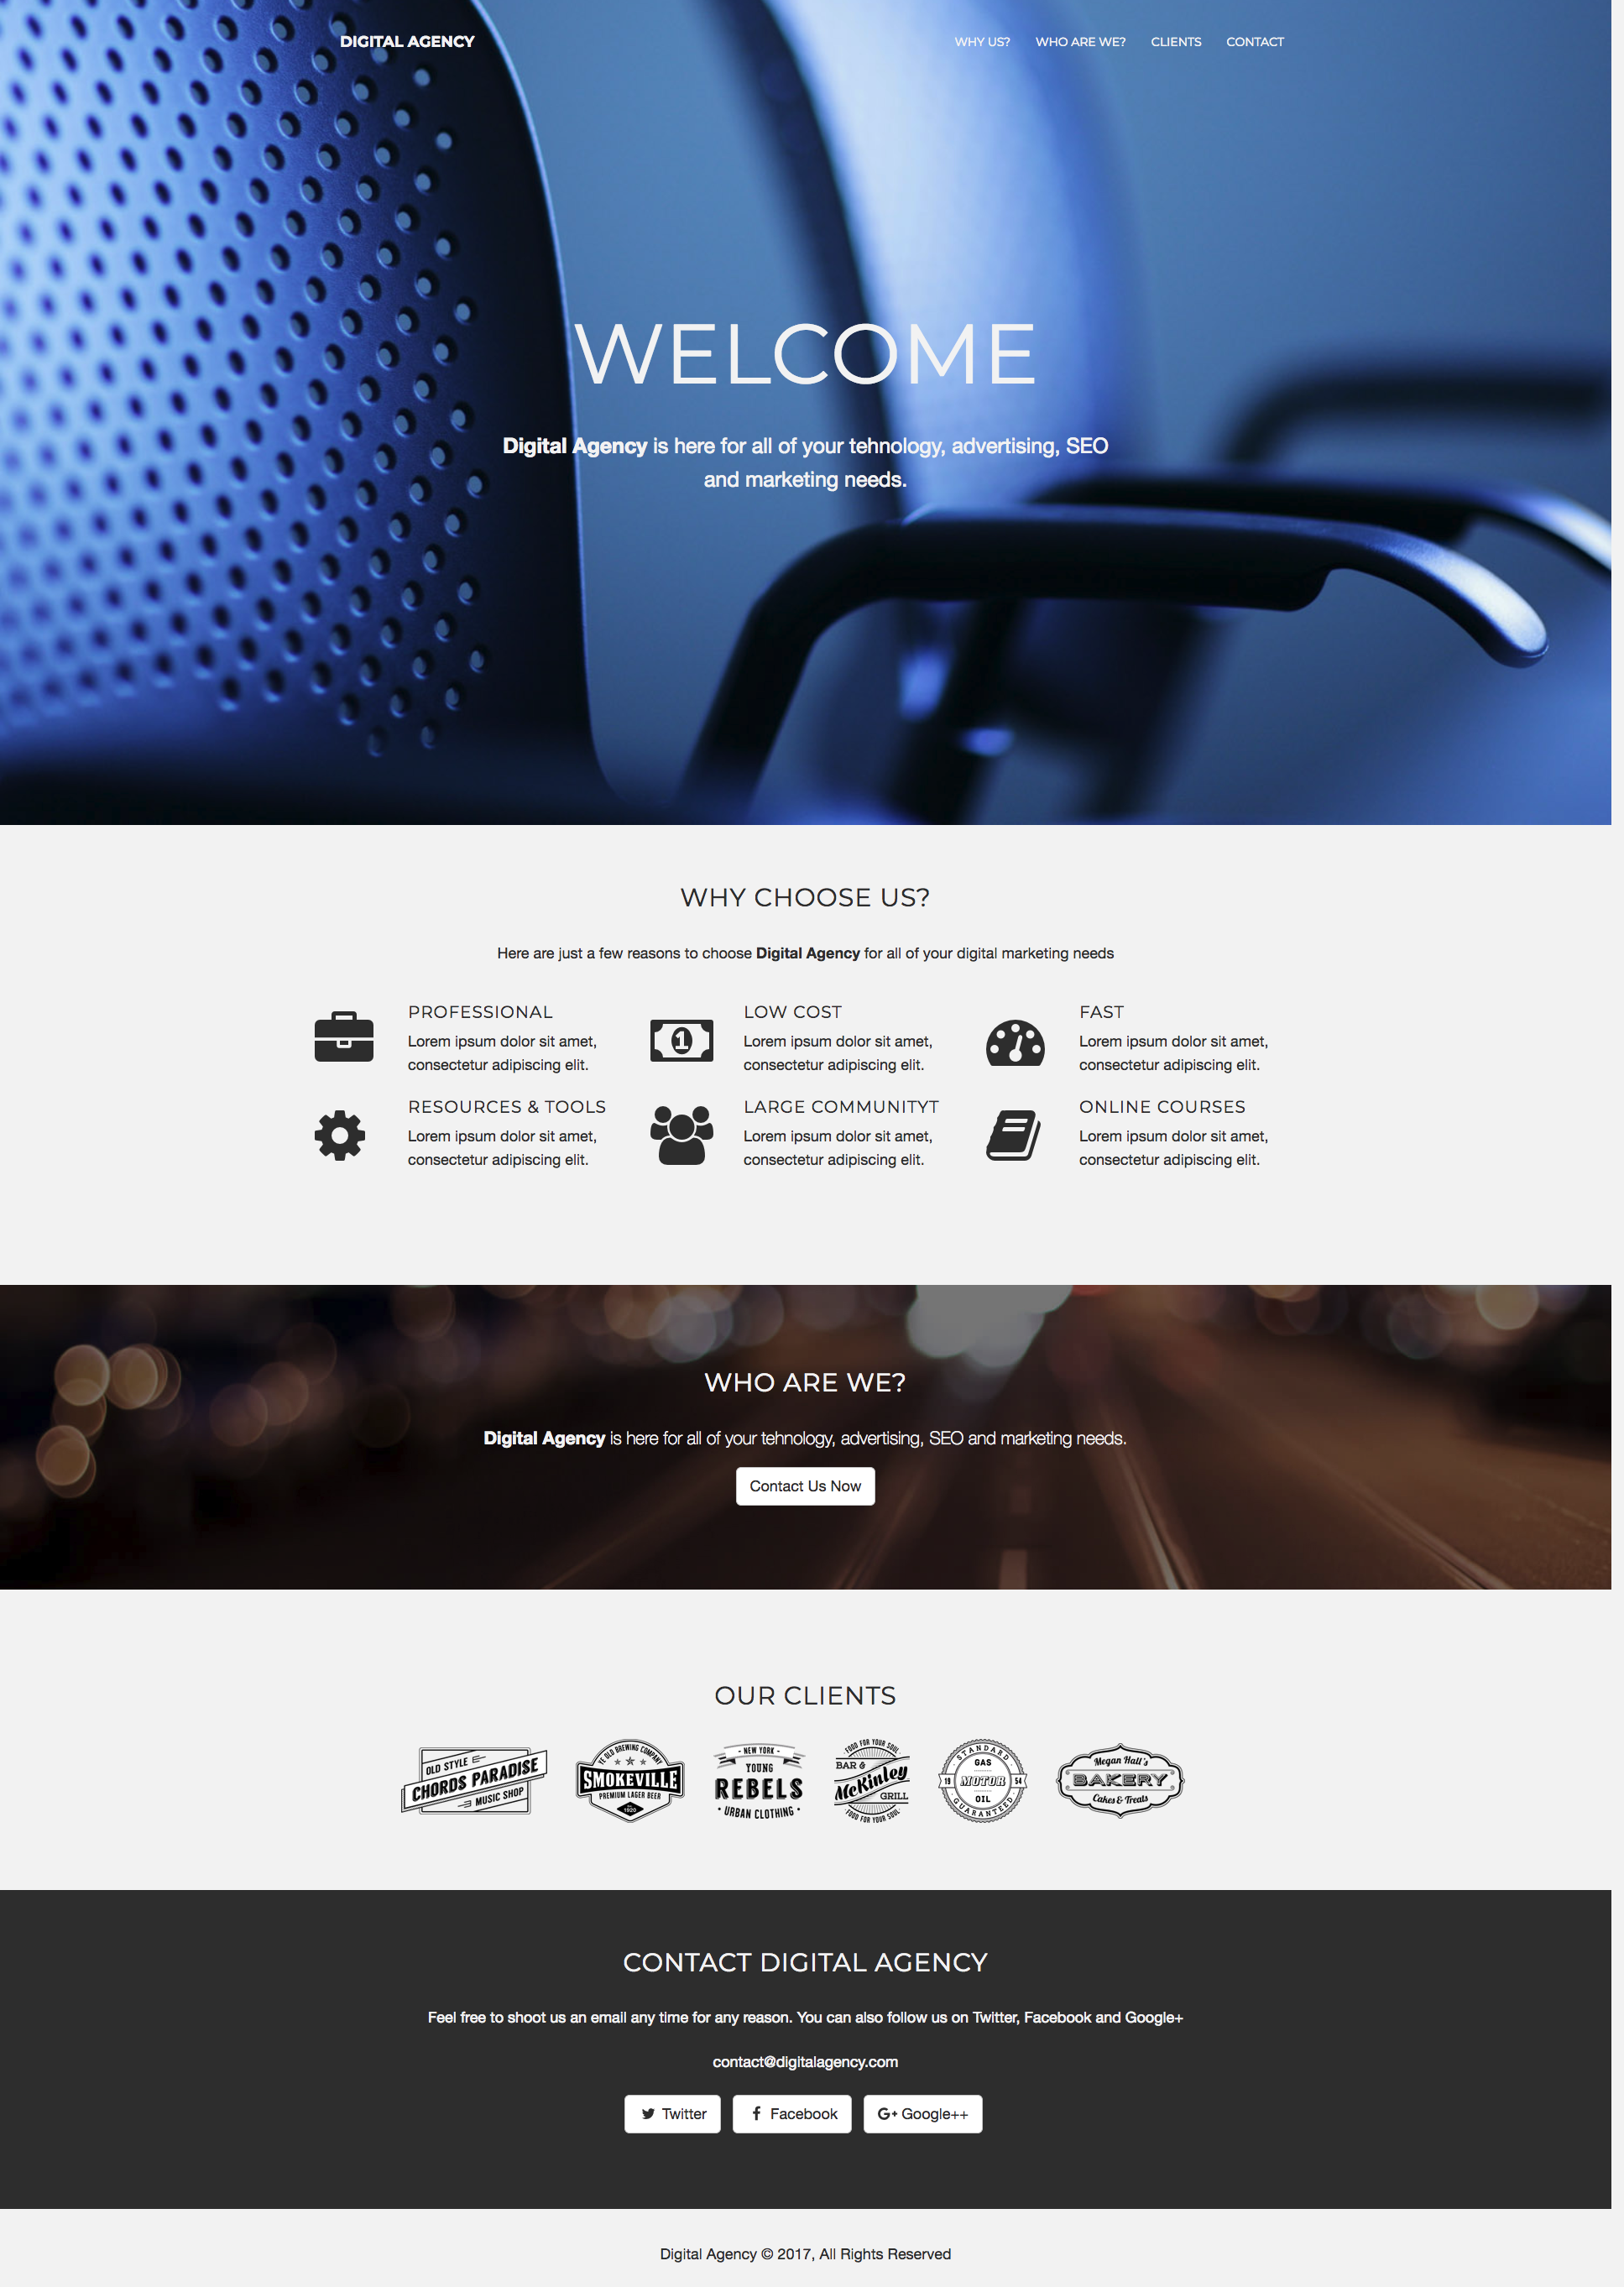 DIGITAL AGENCY
WHY US? WHO ARE WE? CLIENTS CONTACT
WELCOME
Digital Agency is here for all of your tehnology, advertising, SEO
and marketing needs.
WHY CHOOSE US?
Here are just a few reasons to choose Digital Agency for all of your digital marketing needs
PROFESSIONAL
Lorem ipsum dolor sit amet,
consectetur adipiscing elit.
1
LOW COST
Lorem ipsum dolor sit amet,
consectetur adipiscing elit.
FAST
Lorem ipsum dolor sit amet,
consectetur adipiscing elit.
RESOURCES & TOOLS
Lorem ipsum dolor sit amet,
consectetur adipiscing elit.
LARGE COMMUNITYT
Lorem ipsum dolor sit amet,
consectetur adipiscing elit.
ONLINE COURSES
Lorem ipsum dolor sit amet,
consectetur adipiscing elit.
WHO ARE WE?
Digital Agency is here for all of your tehnology, advertising, SEO and marketing needs.
Contact Us Now
OUR CLIENTS
OLD STYLE
CHORDS PARADISE
MUSIC SHOP
YE OLD BREWING COMPANY
SMOKEVILLE
PREMIUM LAGER BEER
1920
- NEW YORK -
YOUNG
REBELS
• URBAN CLOTHING •
·FOOD FOR YOUR SOUL·
BAR &
McKinley
GRILL
·FOOD FOR YOUR SOUL·
STANDARD
GAS
19 MOTOR 54
OIL
GUARANTEED
Megan Hall's
BAKERY
Cakes & Treats
CONTACT DIGITAL AGENCY
Feel free to shoot us an email any time for any reason. You can also follow us on Twitter, Facebook and Google+
contact@digitalagency.com
Twitter
Facebook
G+ Google++
Digital Agency © 2017, All Rights Reserved